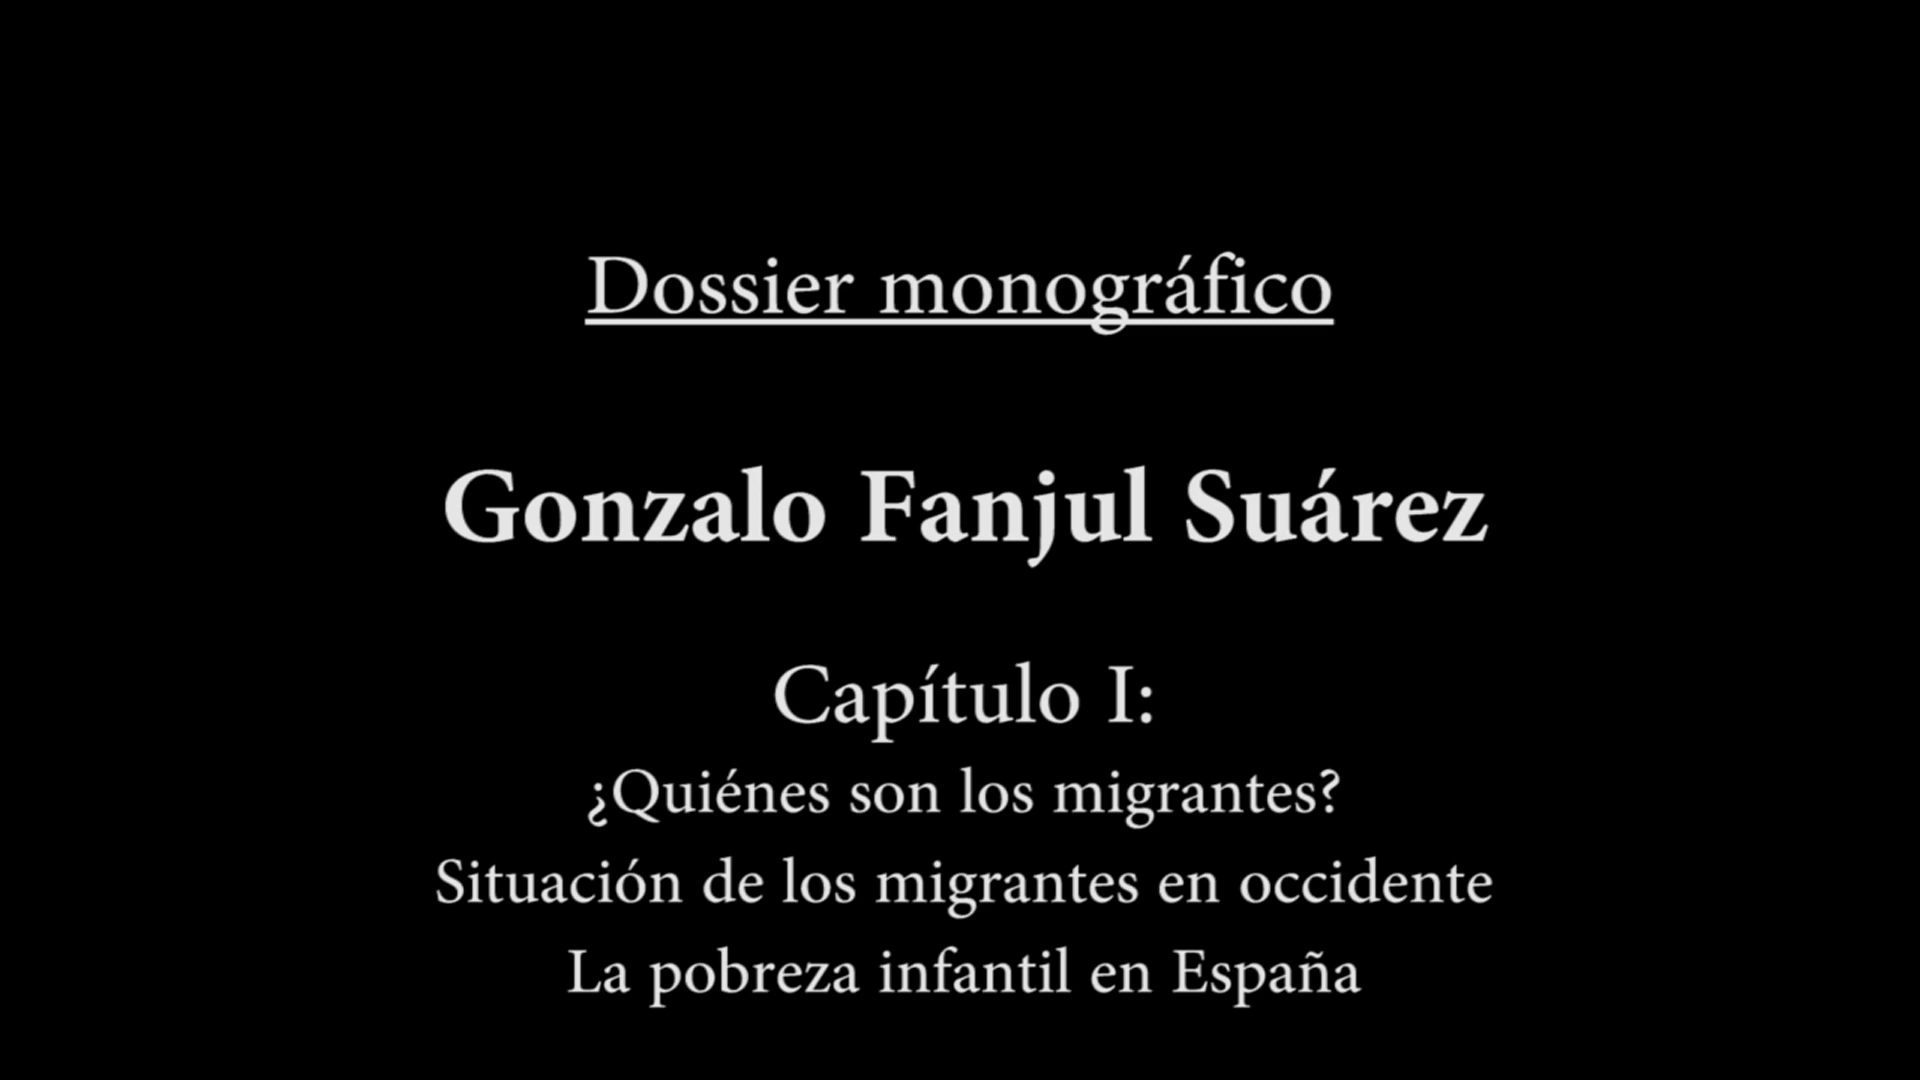 Dossier monográfico
Gonzalo Fanjul Suárez
Capítulo I:
¿Quiénes son los migrantes?
Situación de los migrantes en occidente
La pobreza infantil en España